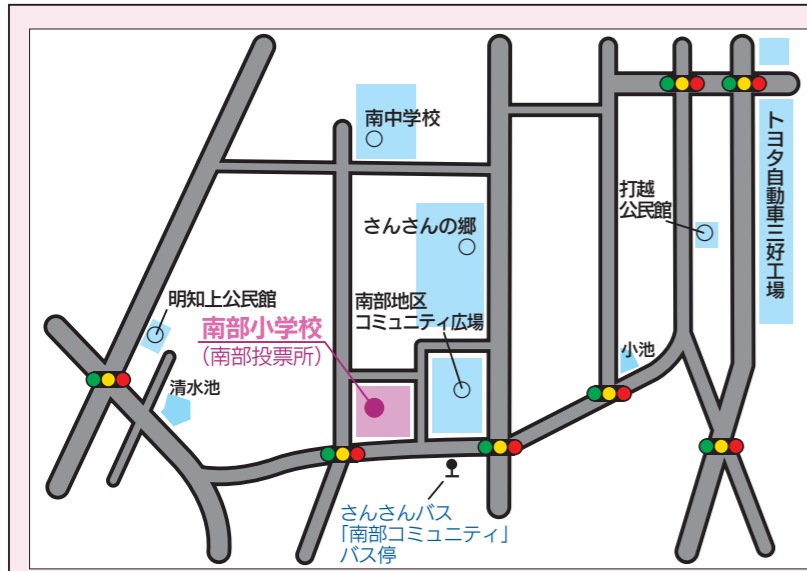 南中学校
トヨタ自動車三好工場
打越
公民館
さんさんの郷
明知上公民館
南部地区
コミュニティ広場
南部小学校
（南部投票所）
小池
清水池
さんさんバス
「南部コミュニティ」
バス停